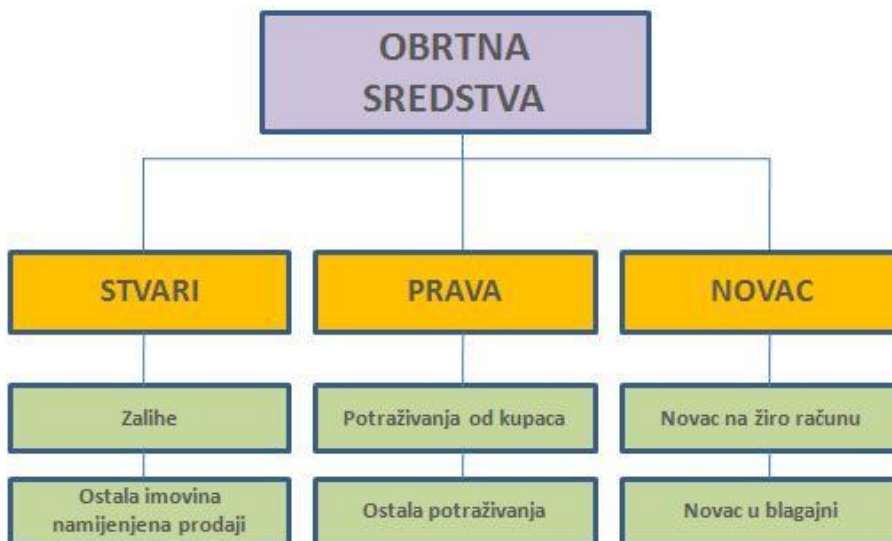 OBRTNA
SREDSTVA
STVARI
PRAVA
NOVAC
Zalihe
Potraživanja od kupaca
Novac na žiro računu
Ostala imovina
namijenjena prodaji
Ostala potraživanja
Novac u blagajni